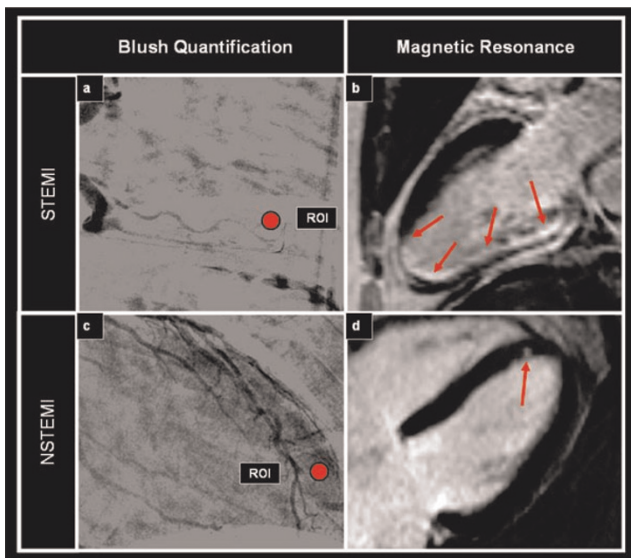 Blush Quantification
Magnetic Resonance
STEMI
a
ROI
b
NSTEMI
c
ROI
d